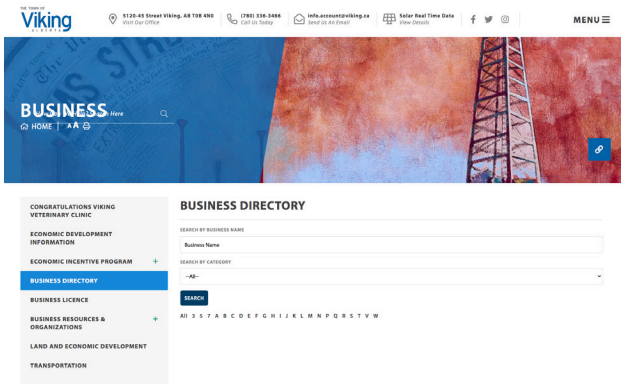 THE TOWN OF
Viking
ALBERTA
5120-45 Street Viking, AB T0B 4N0
Visit Our Office
(780) 336-3466
Call Us Today
info.account@viking.ca
Send Us An Email
Solar Real Time Data
View Details
MENU
BUSINESS
Here
HOME
A A
CONGRATULATIONS VIKING
VETERINARY CLINIC
ECONOMIC DEVELOPMENT
INFORMATION
ECONOMIC INCENTIVE PROGRAM +
BUSINESS DIRECTORY
BUSINESS LICENCE
BUSINESS RESOURCES & +
ORGANIZATIONS
LAND AND ECONOMIC DEVELOPMENT
TRANSPORTATION
BUSINESS DIRECTORY
SEARCH BY BUSINESS NAME
Business Name
SEARCH BY CATEGORY
--All--
SEARCH
All 3 5 7 A B C D E F G H I J K L M N P Q R S T V W